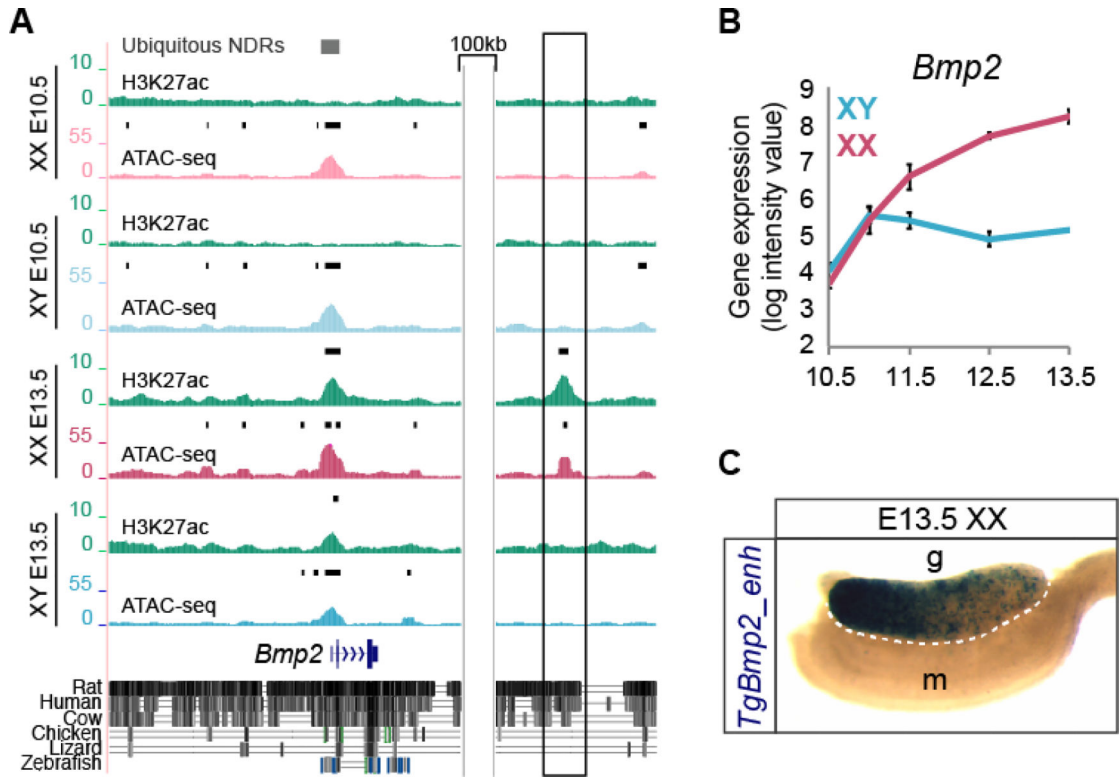 A
Ubiquitous NDRs
100kb
XX E10.5
10
0
H3K27ac
55
0
ATAC-seq
XY E10.5
10
0
H3K27ac
55
0
ATAC-seq
XX E13.5
10
0
H3K27ac
55
0
ATAC-seq
XY E13.5
10
0
H3K27ac
55
0
ATAC-seq
Bmp2
Rat
Human
Cow
Chicken
Lizard
Zebrafish
B
Bmp2
XY
XX
Gene expression
(log intensity value)
9
8
7
6
5
4
3
2
10.5 11.5 12.5 13.5
C
E13.5 XX
TgBmp2_enh
g
m